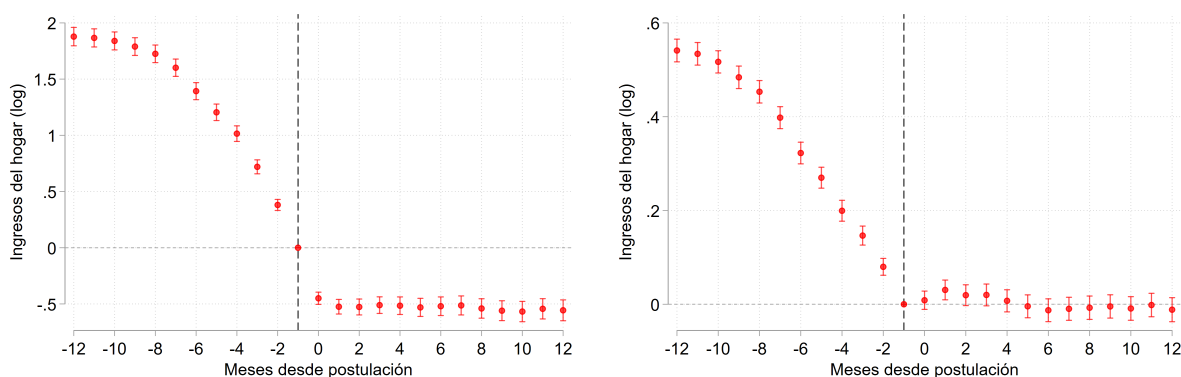 2
1.5
1
.5
0
-.5
Ingresos del hogar (log)
-12 -10 -8 -6 -4 -2 0 2 4 6 8 10 12
Meses desde postulación
.6
.4
.2
0
Ingresos del hogar (log)
-12 -10 -8 -6 -4 -2 0 2 4 6 8 10 12
Meses desde postulación